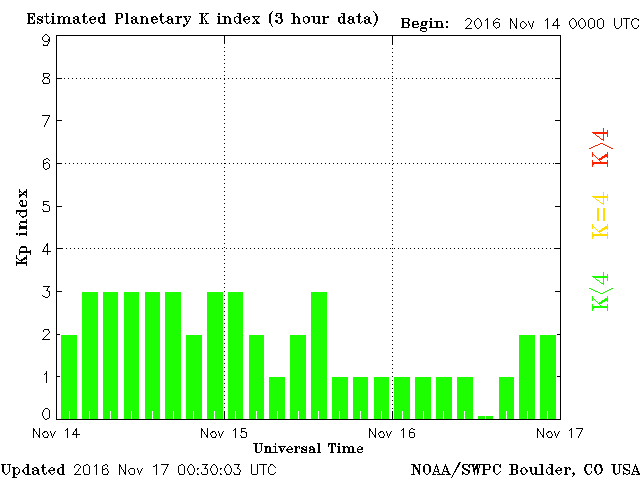 Estimated Planetary K index (3 hour data)
Begin: 2016 Nov 14 0000 UTC
9
8
7
6
5
4
3
2
1
0
Kp index
K>4
K=4
K<4
Nov 14
Nov 15
Nov 16
Nov 17
Universal Time
Updated 2016 Nov 17 00:30:03 UTC
NOAA/SWPC Boulder, CO USA